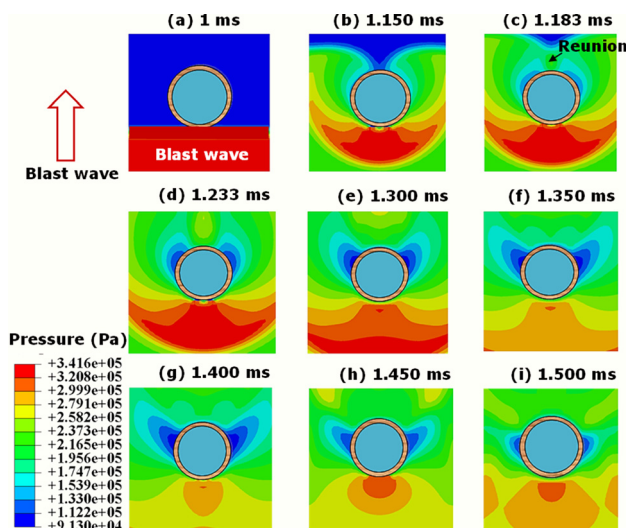 (a) 1 ms
(b) 1.150 ms
(c) 1.183 ms
Reunion
Blast wave
Blast wave
(d) 1.233 ms
(e) 1.300 ms
(f) 1.350 ms
Pressure (Pa)
+3.416e+05
+3.208e+05
+2.999e+05
+2.791e+05
+2.582e+05
+2.373e+05
+2.165e+05
+1.956e+05
+1.747e+05
+1.539e+05
+1.330e+05
+1.122e+05
+9.130e+04
(g) 1.400 ms
(h) 1.450 ms
(i) 1.500 ms